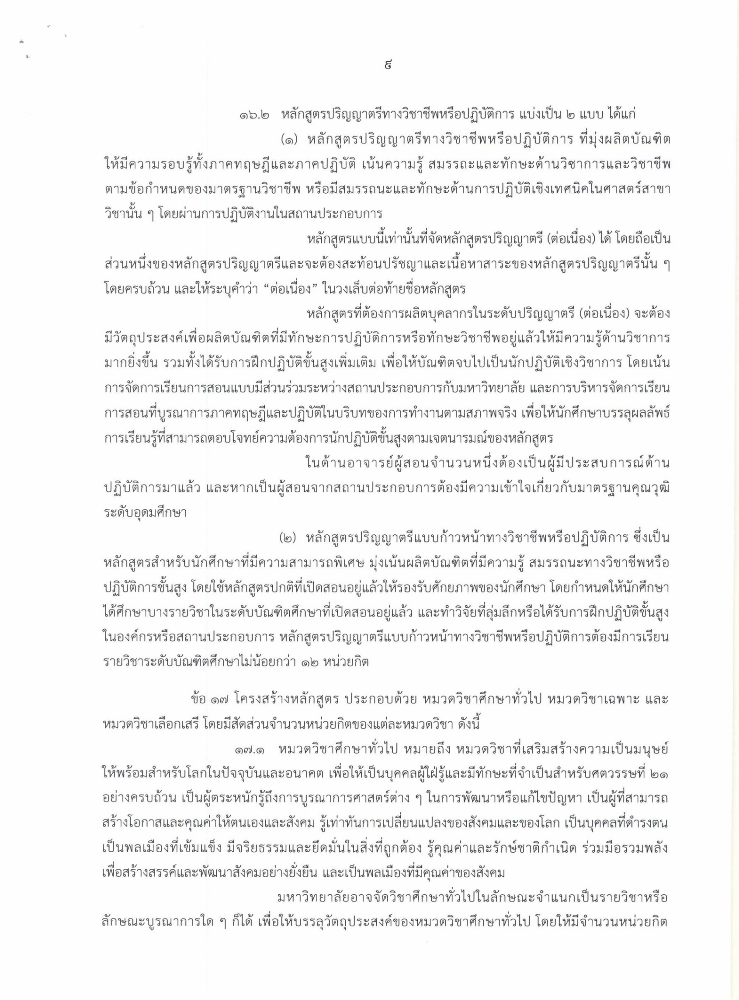 ๙
๑๖.๒ หลักสูตรปริญญาตรีทางวิชาชีพหรือปฏิบัติการ แบ่งเป็น ๒ แบบ ได้แก่
(๑) หลักสูตรปริญญาตรีทางวิชาชีพหรือปฏิบัติการ ที่มุ่งผลิตบัณฑิต
ให้มีความรอบรู้ทั้งภาคทฤษฎีและภาคปฏิบัติ เน้นความรู้ สมรรถะและทักษะด้านวิชาการและวิชาชีพ
ตามข้อกำหนดของมาตรฐานวิชาชีพ หรือมีสมรรถนะและทักษะด้านการปฏิบัติเชิงเทคนิคในศาสตร์สาขา
วิชานั้น ๆ โดยผ่านการปฏิบัติงานในสถานประกอบการ
หลักสูตรแบบนี้เท่านั้นที่จัดหลักสูตรปริญญาตรี (ต่อเนื่อง) ได้ โดยถือเป็น
ส่วนหนึ่งของหลักสูตรปริญญาตรีและจะต้องสะท้อนปรัชญาและเนื้อหาสาระของหลักสูตรปริญญาตรีนั้น ๆ
โดยครบถ้วน และให้ระบุคำว่า “ต่อเนื่อง” ในวงเล็บต่อท้ายชื่อหลักสูตร
หลักสูตรที่ต้องการผลิตบุคลากรในระดับปริญญาตรี (ต่อเนื่อง) จะต้อง
มีวัตถุประสงค์เพื่อผลิตบัณฑิตที่มีทักษะการปฏิบัติการหรือทักษะวิชาชีพอยู่แล้วให้มีความรู้ด้านวิชาการ
มากยิ่งขึ้น รวมทั้งได้รับการฝึกปฏิบัติขั้นสูงเพิ่มเติม เพื่อให้บัณฑิตจบไปเป็นนักปฏิบัติเชิงวิชาการ โดยเน้น
การจัดการเรียนการสอนแบบมีส่วนร่วมระหว่างสถานประกอบการกับมหาวิทยาลัย และการบริหารจัดการเรียน
การสอนที่บูรณาการภาคทฤษฎีและปฏิบัติในบริบทของการทำงานตามสภาพจริง เพื่อให้นักศึกษาบรรลุผลลัพธ์
การเรียนรู้ที่สามารถตอบโจทย์ความต้องการนักปฏิบัติขั้นสูงตามเจตนารมณ์ของหลักสูตร
ในด้านอาจารย์ผู้สอนจำนวนหนึ่งต้องเป็นผู้มีประสบการณ์ด้าน
ปฏิบัติการมาแล้ว และหากเป็นผู้สอนจากสถานประกอบการต้องมีความเข้าใจเกี่ยวกับมาตรฐานคุณวุฒิ
ระดับอุดมศึกษา
(๒) หลักสูตรปริญญาตรีแบบก้าวหน้าทางวิชาชีพหรือปฏิบัติการ ซึ่งเป็น
หลักสูตรสำหรับนักศึกษาที่มีความสามารถพิเศษ มุ่งเน้นผลิตบัณฑิตที่มีความรู้ สมรรถนะทางวิชาชีพหรือ
ปฏิบัติการชั้นสูง โดยใช้หลักสูตรปกติที่เปิดสอนอยู่แล้วให้รองรับศักยภาพของนักศึกษา โดยกำหนดให้นักศึกษา
ได้ศึกษาบางรายวิชาในระดับบัณฑิตศึกษาที่เปิดสอนอยู่แล้ว และทำวิจัยที่ลุ่มลึกหรือได้รับการฝึกปฏิบัติขั้นสูง
ในองค์กรหรือสถานประกอบการ หลักสูตรปริญญาตรีแบบก้าวหน้าทางวิชาชีพหรือปฏิบัติการต้องมีการเรียน
รายวิชาระดับบัณฑิตศึกษาไม่น้อยกว่า ๑๒ หน่วยกิต
ข้อ ๑๗ โครงสร้างหลักสูตร ประกอบด้วย หมวดวิชาศึกษาทั่วไป หมวดวิชาเฉพาะ และ
หมวดวิชาเลือกเสรี โดยมีสัดส่วนจำนวนหน่วยกิตของแต่ละหมวดวิชา ดังนี้
๑๗.๑ หมวดวิชาศึกษาทั่วไป หมายถึง หมวดวิชาที่เสริมสร้างความเป็นมนุษย์
ให้พร้อมสำหรับโลกในปัจจุบันและอนาคต เพื่อให้เป็นบุคคลผู้ใฝ่รู้และมีทักษะที่จำเป็นสำหรับศตวรรษที่ ๒๑
อย่างครบถ้วน เป็นผู้ตระหนักรู้ถึงการบูรณาการศาสตร์ต่าง ๆ ในการพัฒนาหรือแก้ไขปัญหา เป็นผู้ที่สามารถ
สร้างโอกาสและคุณค่าให้ตนเองและสังคม รู้เท่าทันการเปลี่ยนแปลงของสังคมและของโลก เป็นบุคคลที่ดำรงตน
เป็นพลเมืองที่เข้มแข็ง มีจริยธรรมและยึดมั่นในสิ่งที่ถูกต้อง รู้คุณค่าและรักษ์ชาติกำเนิด ร่วมมือรวมพลัง
เพื่อสร้างสรรค์และพัฒนาสังคมอย่างยั่งยืน และเป็นพลเมืองที่มีคุณค่าของสังคม
มหาวิทยาลัยอาจจัดวิชาศึกษาทั่วไปในลักษณะจำแนกเป็นรายวิชาหรือ
ลักษณะบูรณาการใด ๆ ก็ได้ เพื่อให้บรรลุวัตถุประสงค์ของหมวดวิชาศึกษาทั่วไป โดยให้มีจำนวนหน่วยกิต